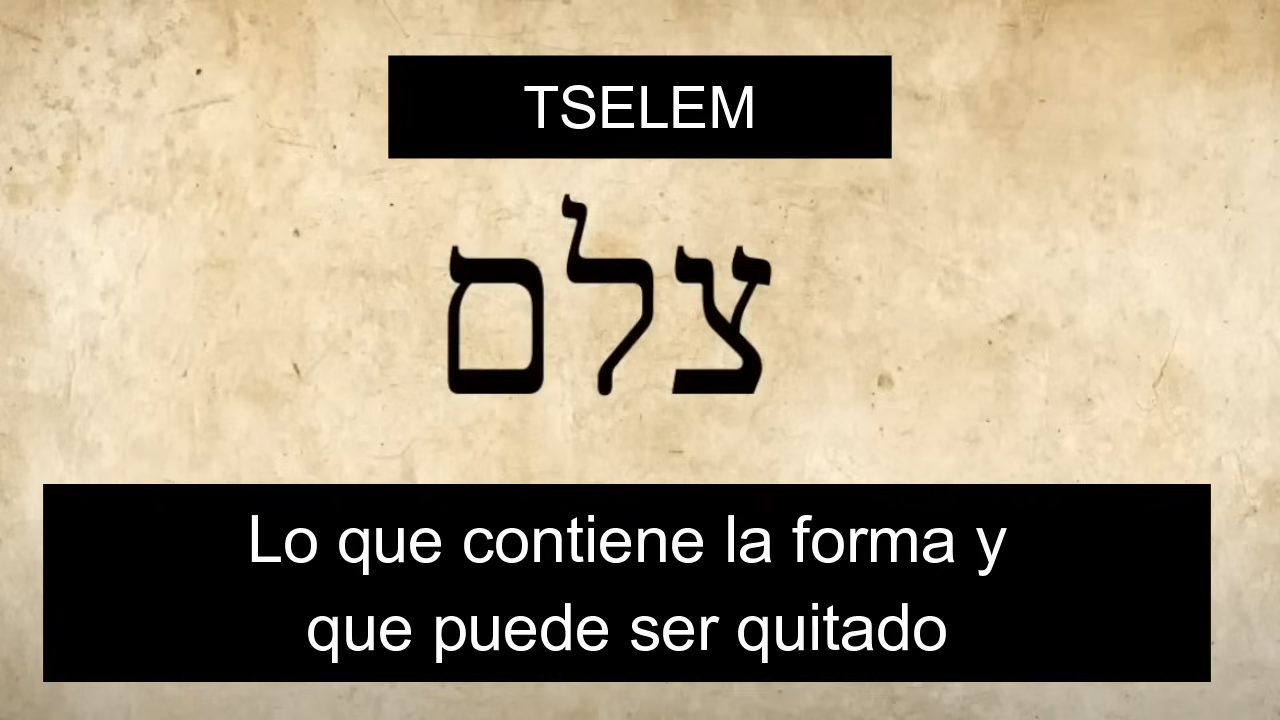 TSELEM
צלם
Lo que contiene la forma y
que puede ser quitado